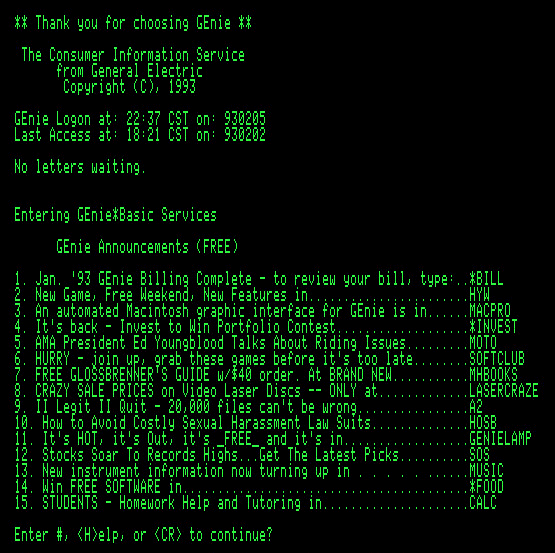 ** Thank you for choosing GEnie **
The Consumer Information Service
from General Electric
Copyright (C), 1993
GEnie Logon at: 22:37 CST on: 930205
Last Access at: 18:21 CST on: 930202
No letters waiting.
Entering GEnie*Basic Services
GEnie Announcements (FREE)
1. Jan. '93 GEnie Billing Complete - to review your bill, type:..*BILL
2. New Game, Free Weekend, New Features in.......................HYW
3. An automated Macintosh graphic interface for GEnie is in......MACPRO
4. It's back - Invest to Win Portfolio Contest...................*INVEST
5. AMA President Ed Youngblood Talks About Riding Issues.........MOTO
6. HURRY - join up, grab these games before it's too late........SOFTCLUB
7. FREE GLOSSBRENNER'S GUIDE w/$40 order. At BRAND NEW...........MHBOOKS
8. CRAZY SALE PRICES on Video Laser Discs -- ONLY at.............LASERCRAZE
9. II Legit II Quit - 20,000 files can't be wrong................A2
10. How to Avoid Costly Sexual Harassment Law Suits..............HOSB
11. It's HOT, it's Out, it's _FREE_ and it's in..................GENIELAMP
12. Stocks Soar To Records Highs...Get The Latest Picks..........SOS
13. New instrument information now turning up in ................MUSIC
14. Win FREE SOFTWARE in.........................................*FOOD
15. STUDENTS - Homework Help and Tutoring in.....................CALC
Enter #, <H>elp, or <CR> to continue?